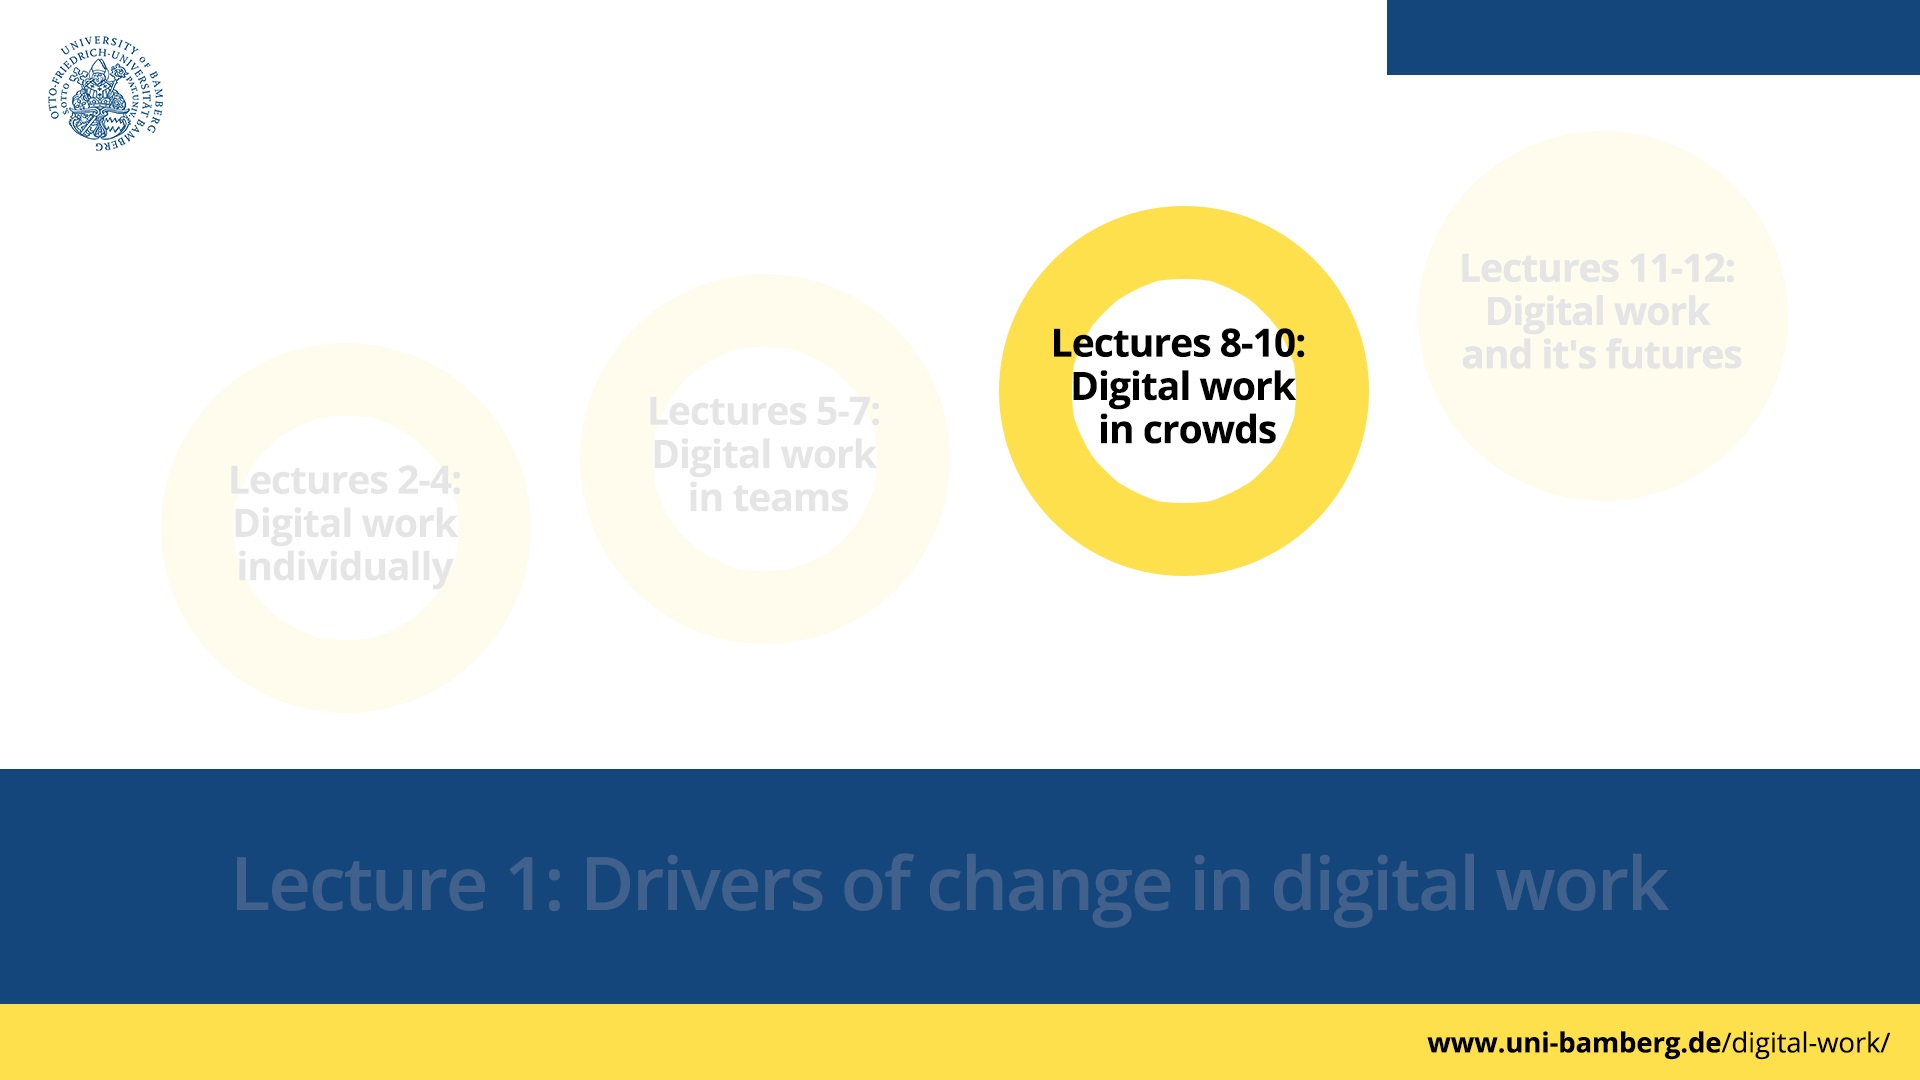 UNIVERSITY OF BAMBERG
OTTO-FRIEDRICH-UNIVERSITÄT BAMBERG
Lectures 2-4:
Digital work
individually
Lectures 5-7:
Digital work
in teams
Lectures 8-10:
Digital work
in crowds
Lectures 11-12:
Digital work
and it's futures
Lecture 1: Drivers of change in digital work
www.uni-bamberg.de/digital-work/